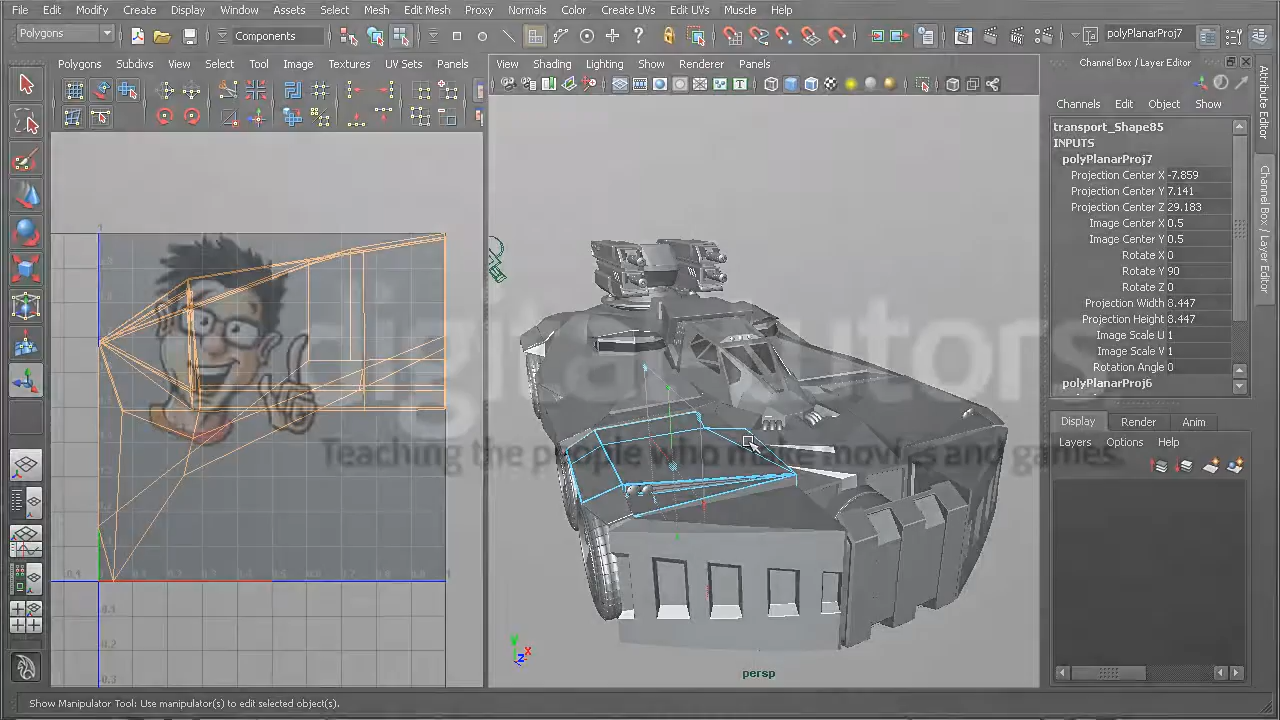 File Edit Modify Create Display Window Assets Select Mesh Edit Mesh Proxy Normals Color Create UVs Edit UVs Muscle Help
Polygons Components polyPlanarProj7
Polygons Subdivs View Select Tool Image Textures UV Sets Panels
View Shading Lighting Show Renderer Panels
Channel Box / Layer Editor
Channels Edit Object Show
transport_Shape85
INPUTS
polyPlanarProj7
Projection Center X -7.859
Projection Center Y 7.141
Projection Center Z 29.183
Image Center X 0.5
Image Center Y 0.5
Rotate X 0
Rotate Y 90
Rotate Z 0
Projection Width 8.447
Projection Height 8.447
Image Scale U 1
Image Scale V 1
Rotation Angle 0
polyPlanarProj6
Display Render Anim
Layers Options Help
Attribute Editor
Channel Box / Layer Editor
digital tutors
Teaching the people who make movies and games.
persp
Show Manipulator Tool: Use manipulator(s) to edit selected object(s).